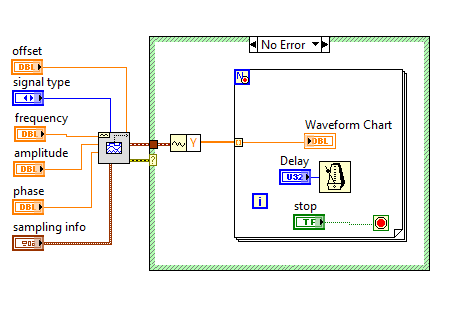 No Error
offset
DBL
signal type
frequency
DBL
amplitude
DBL
phase
DBL
sampling info
Y
N
Waveform Chart
DBL
Delay
U32
i
stop
TF